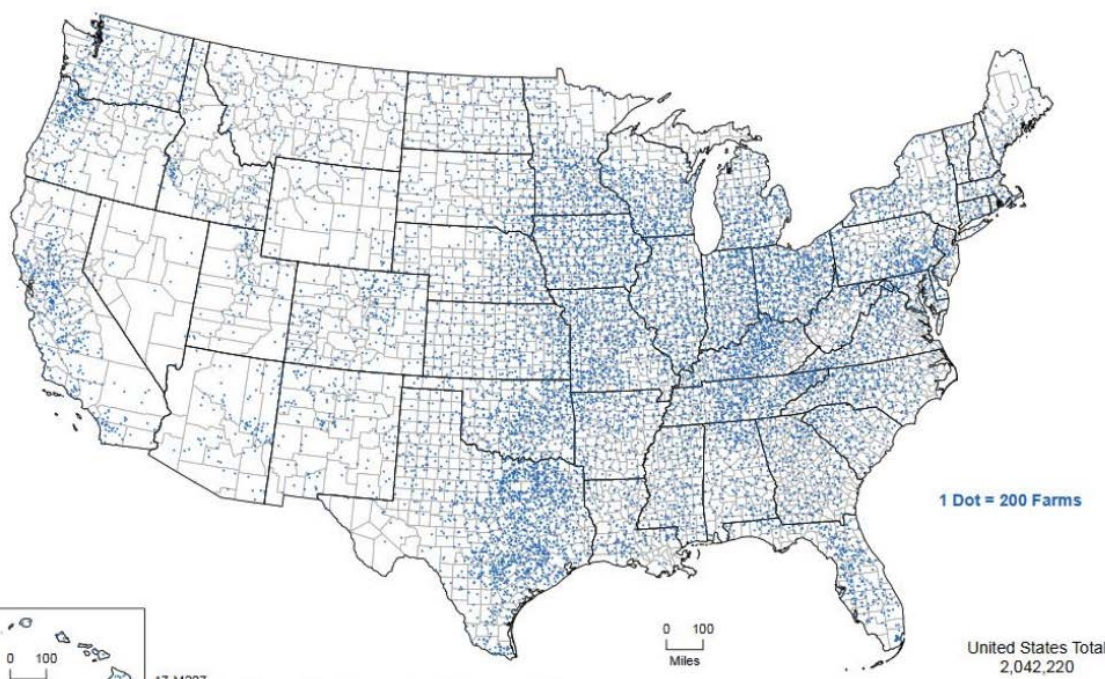 1 Dot = 200 Farms
0 100
Miles
United States Total
2,042,220
0 100